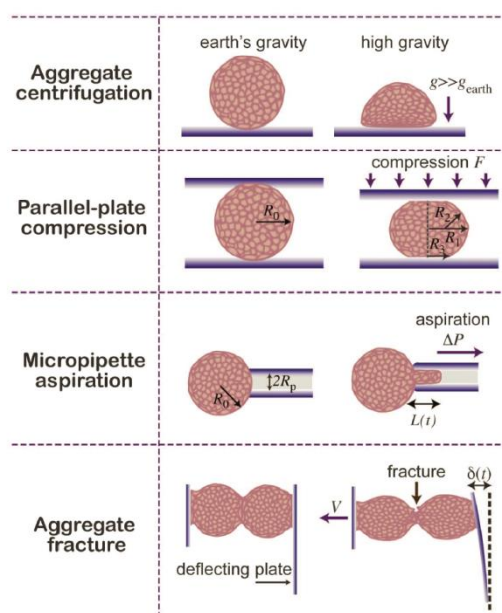 Aggregate
centrifugation
earth's gravity
high gravity
g>>g_earth
Parallel-plate
compression
compression F
R₀
R₂
R₁
R₃
Micropipette
aspiration
aspiration
ΔP
R₀
2Rₚ
L(t)
Aggregate
fracture
fracture
δ(t)
V
deflecting plate